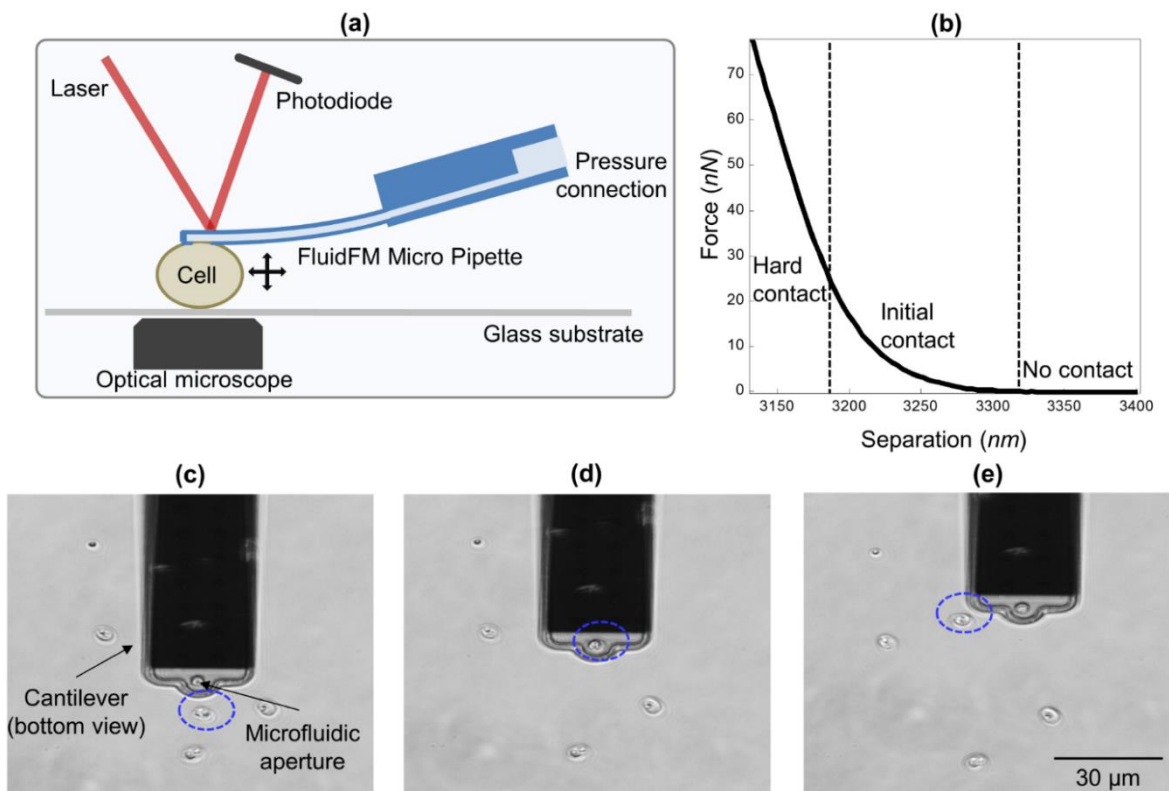 (a)
Laser
Photodiode
Pressure
connection
FluidFM Micro Pipette
Cell
Glass substrate
Optical microscope
(b)
Force (nN)
70
60
50
40
30
20
10
0
Hard
contact
Initial
contact
No contact
3150
3200
3250
3300
3350
3400
Separation (nm)
(c)
Cantilever
(bottom view)
Microfluidic
aperture
(d)
(e)
30 µm